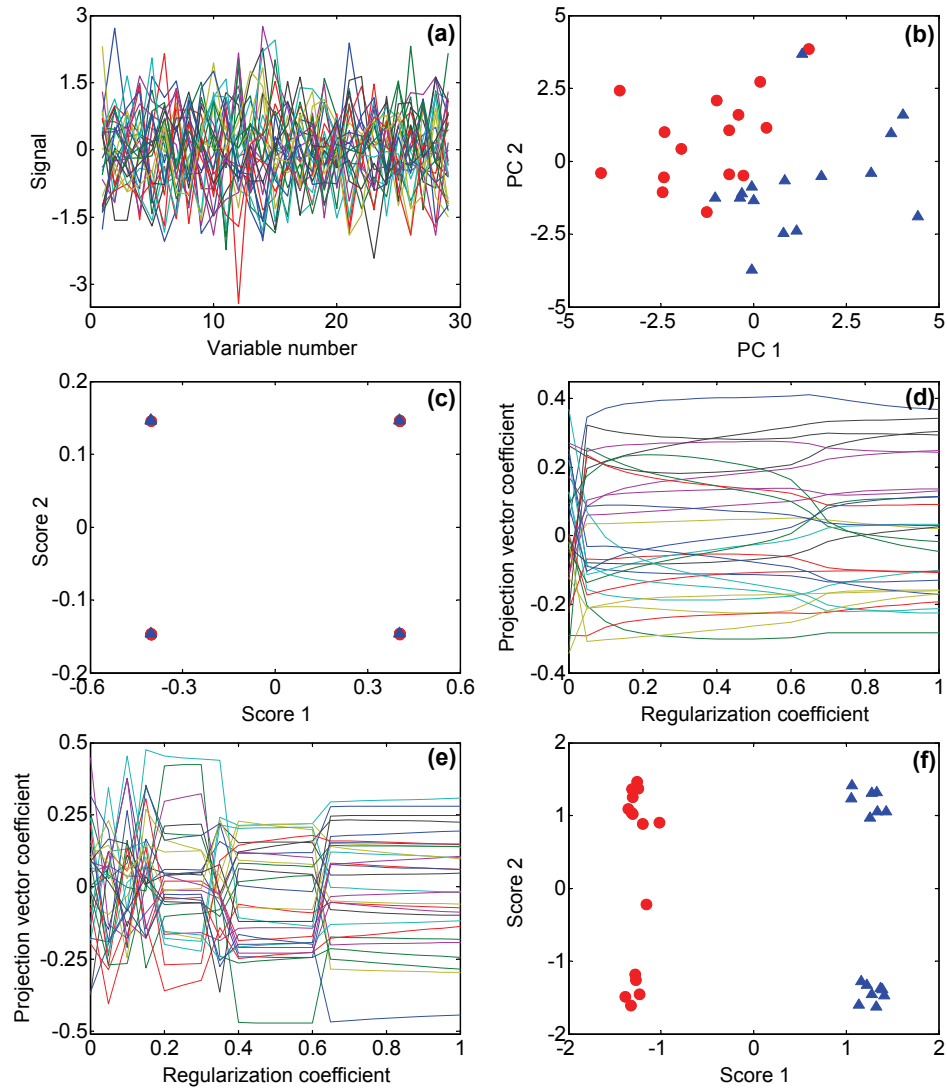 (a)
Signal
3
1.5
0
-1.5
-3
0 10 20 30
Variable number
(b)
PC 2
5
2.5
0
-2.5
-5
-5 -2.5 0 2.5 5
PC 1
(c)
Score 2
0.2
0.1
0
-0.1
-0.2
-0.6 -0.3 0 0.3 0.6
Score 1
(d)
Projection vector coefficient
0.4
0.2
0
-0.2
-0.4
0 0.2 0.4 0.6 0.8 1
Regularization coefficient
(e)
Projection vector coefficient
0.5
0.25
0
-0.25
-0.5
0 0.2 0.4 0.6 0.8 1
Regularization coefficient
(f)
Score 2
2
1
0
-1
-2
-2 -1 0 1 2
Score 1